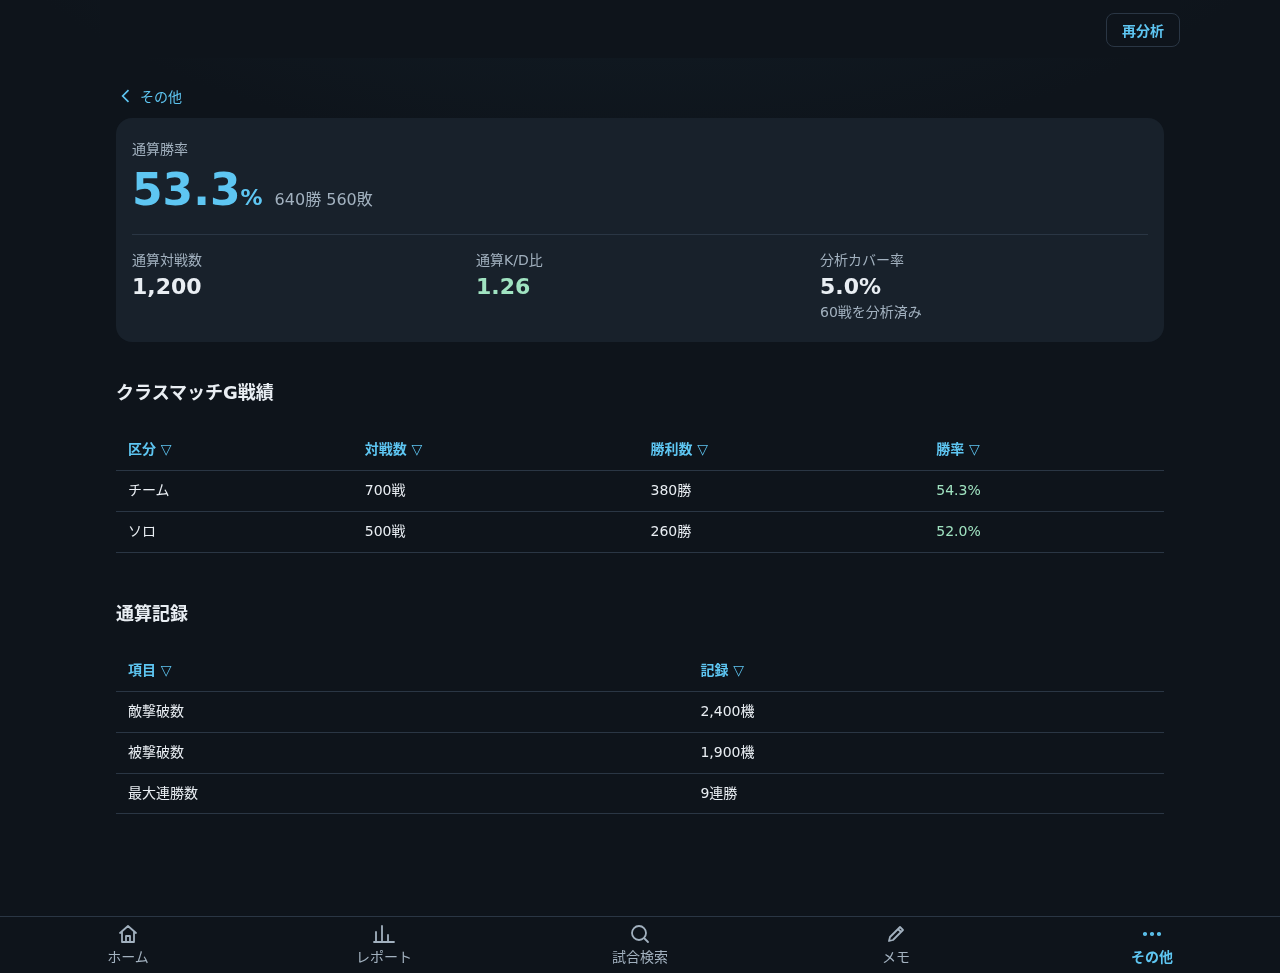 再分析
その他
通算勝率
53.3% 640勝 560敗
通算対戦数 通算K/D比 分析カバー率
1,200 1.26 5.0%
60戦を分析済み
クラスマッチG戦績
区分 ▽ 対戦数 ▽ 勝利数 ▽ 勝率 ▽
チーム 700戦 380勝 54.3%
ソロ 500戦 260勝 52.0%
通算記録
項目 ▽ 記録 ▽
敵撃破数 2,400機
被撃破数 1,900機
最大連勝数 9連勝
ホーム レポート 試合検索 メモ その他